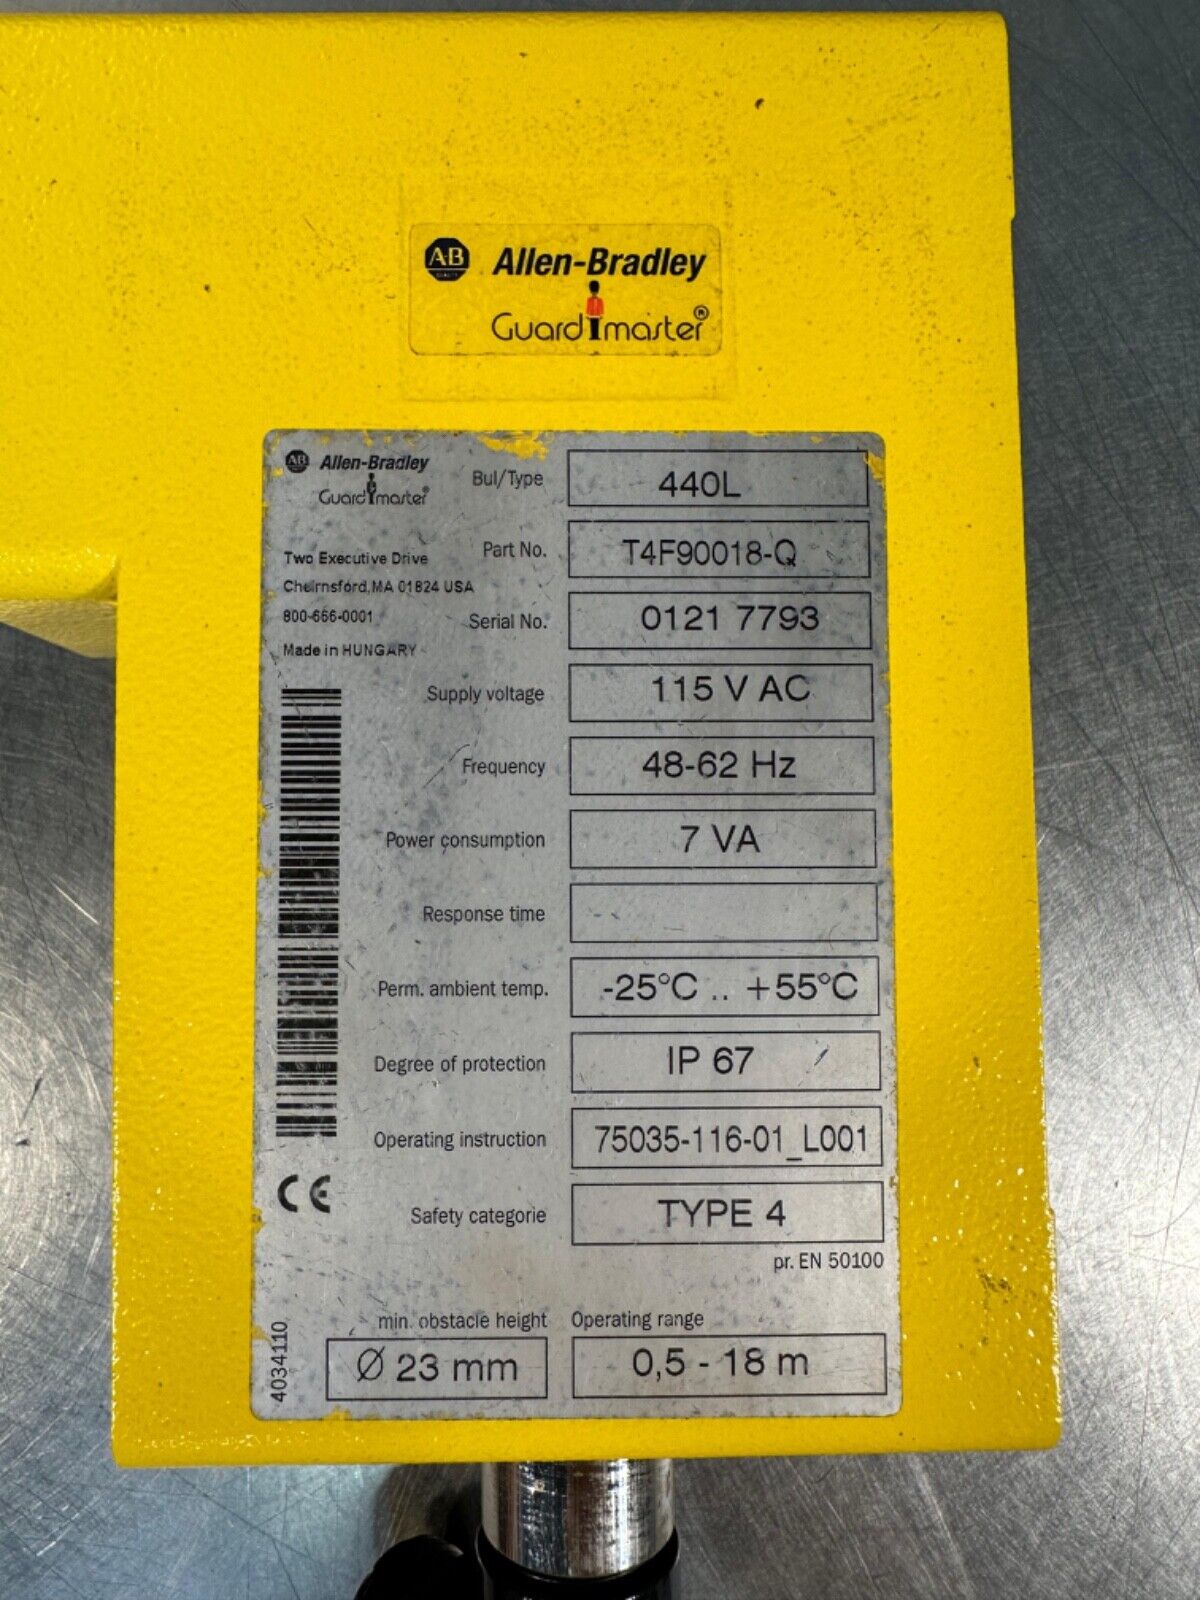 AB Allen-Bradley
QUALITY
Guardmaster®
AB Allen-Bradley
Guardmaster®
Bul/Type 440L
Two Executive Drive
Chelmsford, MA 01824 USA
800-666-0001
Made in HUNGARY
Part No. T4F90018-Q
Serial No. 0121 7793
Supply voltage 115 V AC
Frequency 48-62 Hz
Power consumption 7 VA
Response time - -
Perm. ambient temp. -25°C .. +55°C
Degree of protection IP 67
Operating instruction 75035-116-01_L001
CE
Safety categorie TYPE 4
pr. EN 50100
min. obstacle height Ø 23 mm
Operating range 0,5 - 18 m
4034110